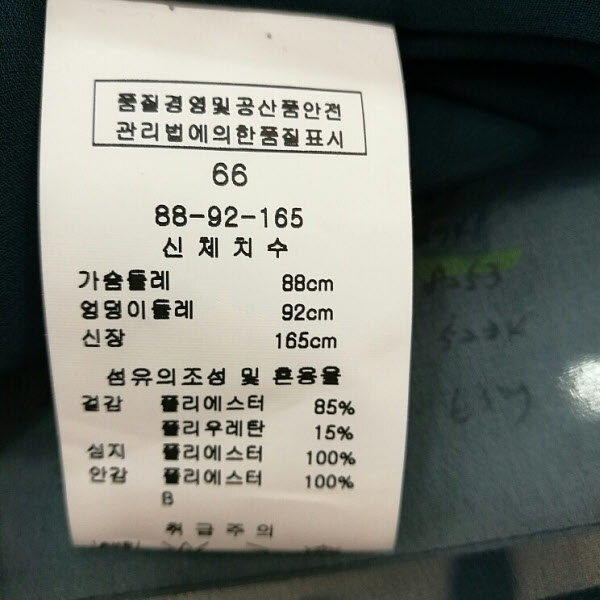 품질경영및공산품안전
관리법에의한품질표시
66
88-92-165
신체치수
가슴둘레 88cm
엉덩이둘레 92cm
신장 165cm
섬유의조성 및 혼용율
겉감 폴리에스터 85%
폴리우레탄 15%
심지 폴리에스터 100%
안감 폴리에스터 100%
B
취급주의